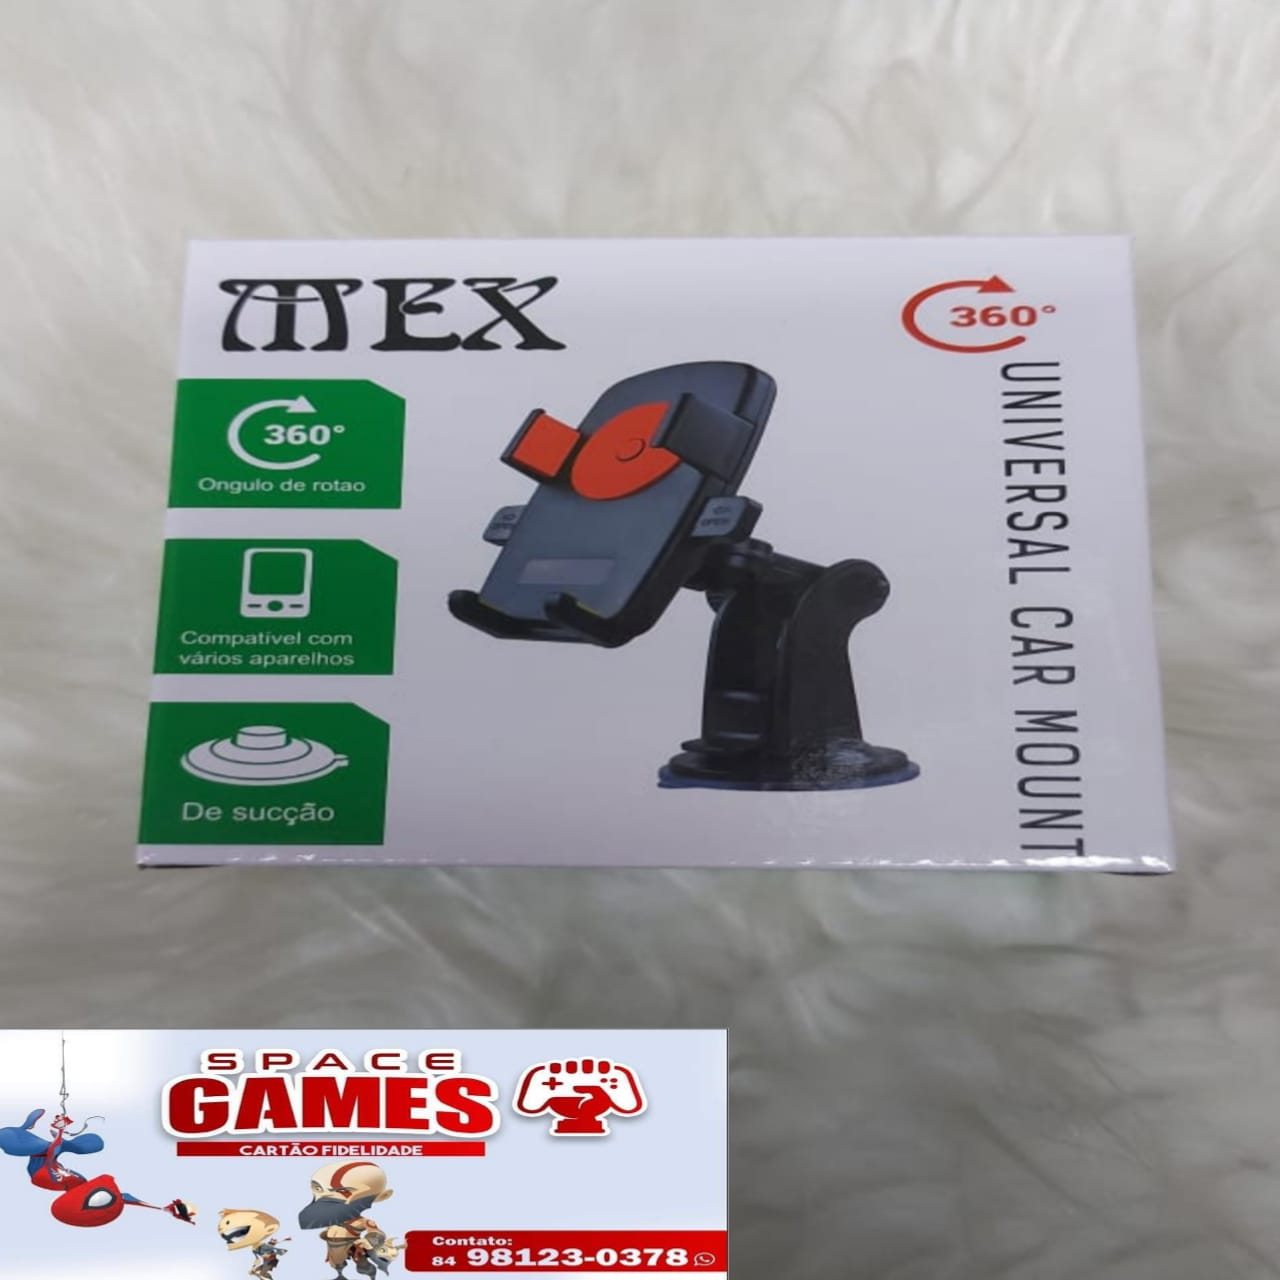 MEX
360°
360°
Ongulo de rotao
UNIVERSAL CAR MOUNT
OPEN
Compatível com
vários aparelhos
De sucção
SPACE
GAMES
CARTÃO FIDELIDADE
Contato:
84 98123-0378